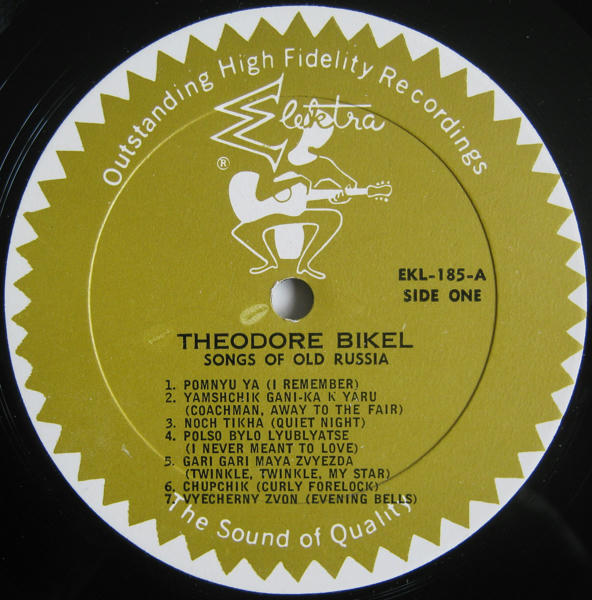 Outstanding High Fidelity Recordings
Elektra
®
EKL-185-A
SIDE ONE
THEODORE BIKEL
SONGS OF OLD RUSSIA
1. POMNYU YA (I REMEMBER)
2. YAMSHCHIK GANI-KA K YARU
(COACHMAN, AWAY TO THE FAIR)
3. NOCH TIKHA (QUIET NIGHT)
4. POLSO BYLO LYUBLYATSE
(I NEVER MEANT TO LOVE)
5. GARI GARI MAYA ZVYEZDA
(TWINKLE, TWINKLE, MY STAR)
6. CHUPCHIK (CURLY FORELOCK)
7. VYECHERNY ZVON (EVENING BELLS)
The Sound of Quality